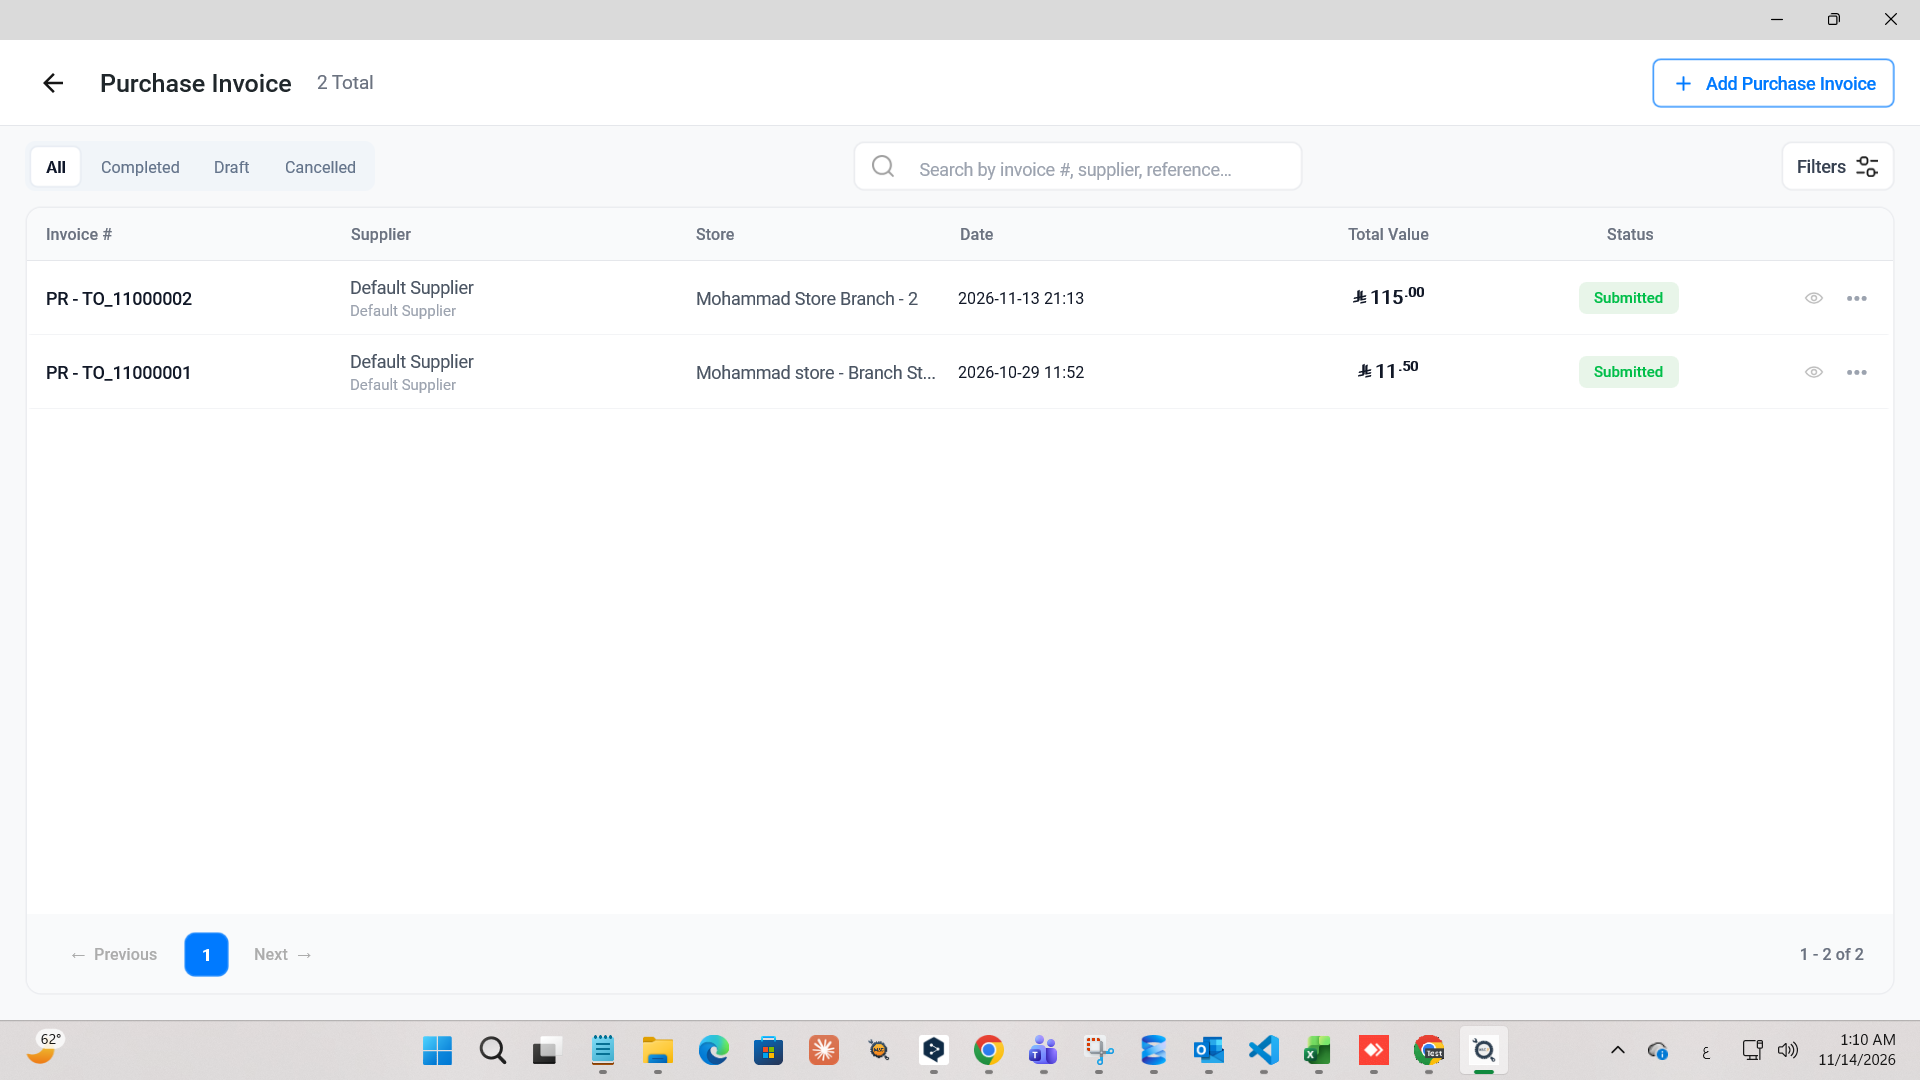 Purchase Invoice 2 Total
+ Add Purchase Invoice
All Completed Draft Cancelled
Search by invoice #, supplier, reference...
Filters
Invoice # Supplier Store Date Total Value Status
PR - TO_11000002 Default Supplier Mohammad Store Branch - 2 2026-11-13 21:13 115.00 Submitted
Default Supplier
PR - TO_11000001 Default Supplier Mohammad store - Branch St... 2026-10-29 11:52 11.50 Submitted
Default Supplier
← Previous 1 Next →
1 - 2 of 2
62°
Test
ع
1:10 AM
11/14/2026